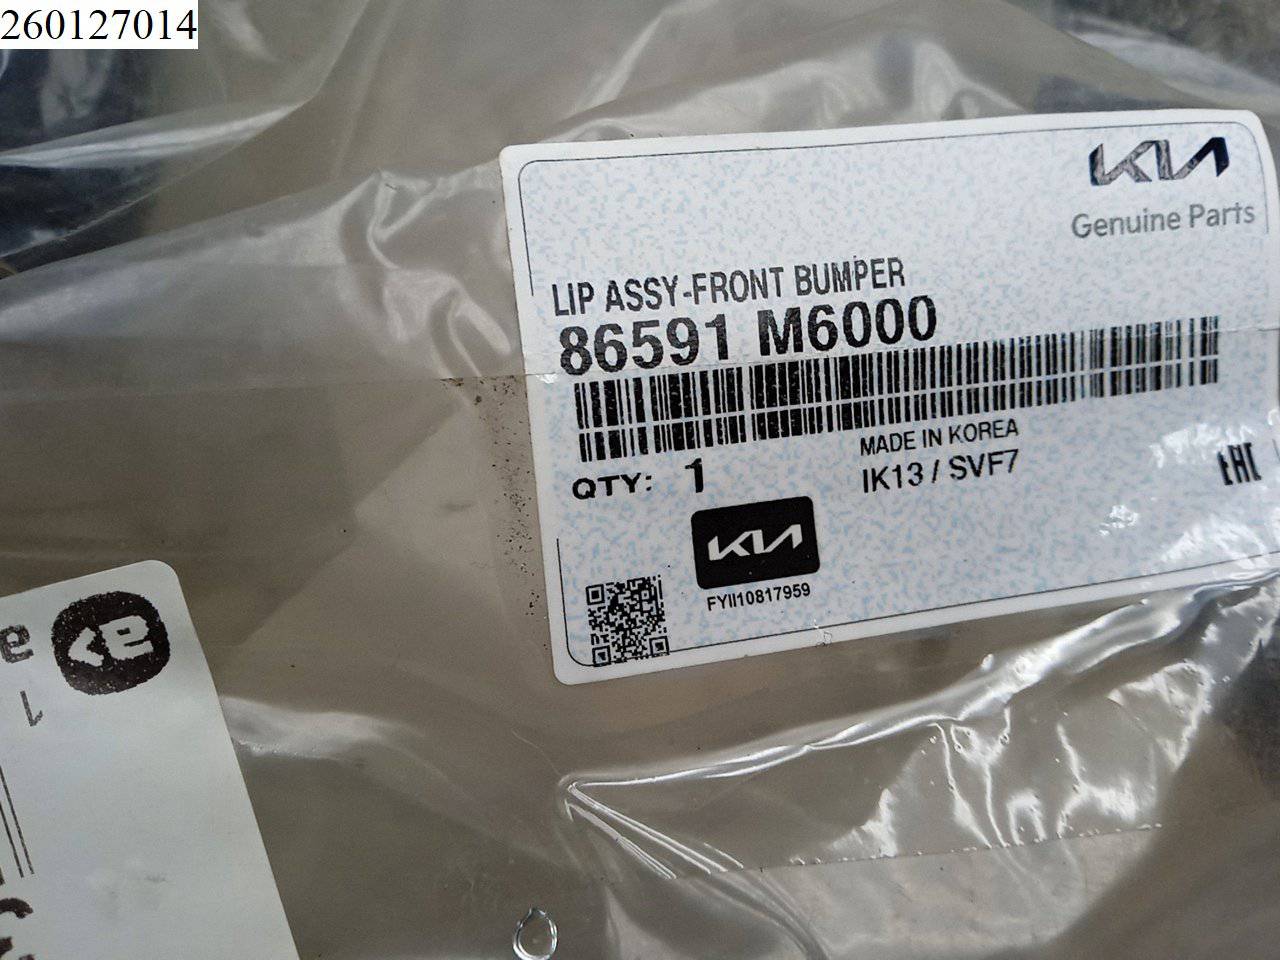 260127014
KIA
Genuine Parts
LIP ASSY-FRONT BUMPER
86591 M6000
MADE IN KOREA
QTY: 1
IK13 / SVF7
EAC
KIA
FYII10817959